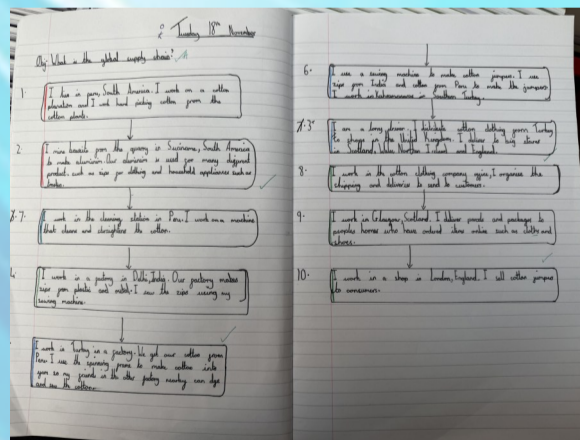 Tuesday 18th November
Obj: What is the global supply chain?
1.
I live in peru, South America. I work on a cotton
plantation and I work hard picking cotton from the
cotton plants.
2.
I mine bauxite from the quarry in Suriname, South America
to make aluminium. Our aluminium is used for many different
product. such as zips for clothing and household appliances such as
7.
I work in the cleaning station in Peru. I work on a machine
that cleans and straightens the cotton.
I work in a factory in Delhi, India. Our factory makes
zips from plastic and metal. I sew the zips using my
sewing machine.
I work in Turkey in a factory. We get our cotton from
Peru. I use the spinning frame to make cotton into
yarn so my friends in the other factory nearby can dye
and sew the cotton.
6.
I use a sewing machine to make cotton jumpers. I use
zips from India and cotton from Peru to make the jumpers.
I work in Kahramanmaras in Southern Turkey.
3.
I am a lorry driver. I deliver cotton clothing from Turkey
to shops in the United Kingdom. I deliver to big stores
in Scotland, Wales, Northern Ireland and England.
8.
I work in the cotton clothing company office, I organise the
shipping and deliveries to send to customers.
9.
I work in Glasgow, Scotland. I deliver parcels and packages to
peoples homes who have ordered items online such as clothes and
shoes.
10.
I work in a shop in London, England. I sell cotton jumpers
to consumers.